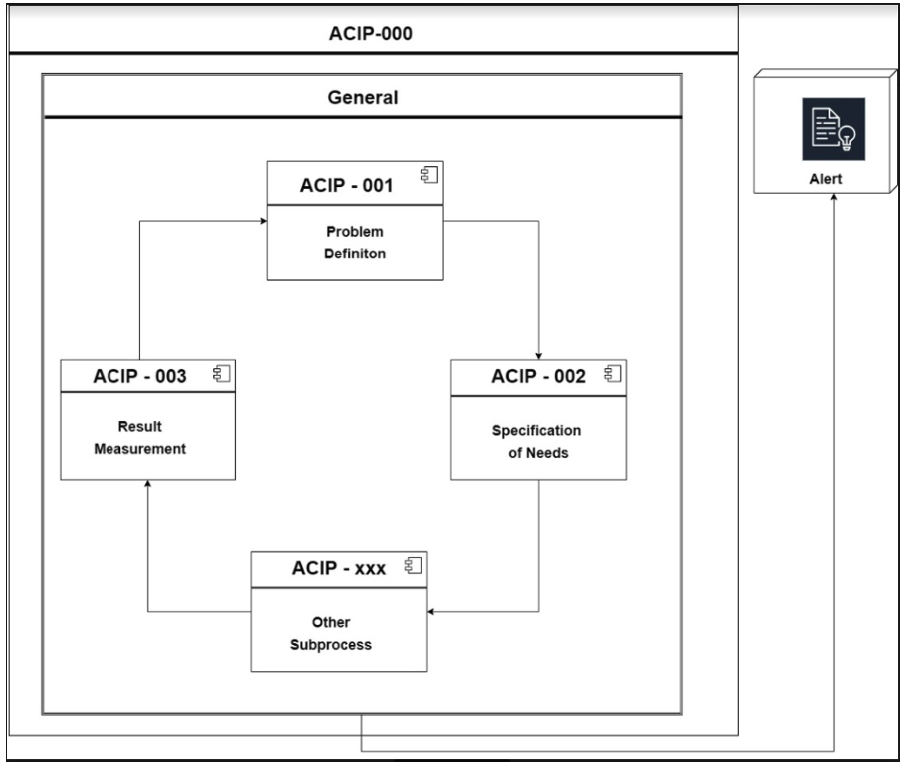 ACIP-000
General
Alert
ACIP - 001
Problem
Definiton
ACIP - 003
Result
Measurement
ACIP - 002
Specification
of Needs
ACIP - xxx
Other
Subprocess